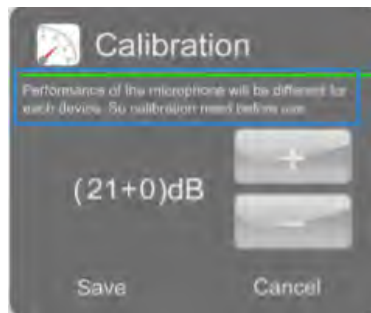 Calibration
Performance of the microphone will be different for
each device. So calibration need before use
+
(21+0)dB
−
Save
Cancel